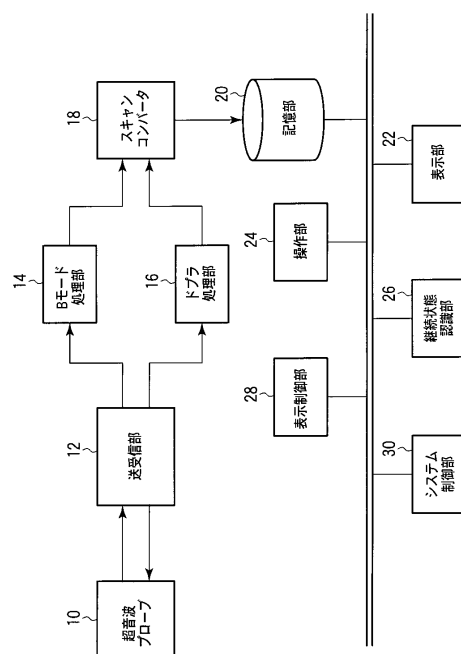 10
超音波
プローブ
12
送受信部
14
Bモード
処理部
16
ドプラ
処理部
18
スキャン
コンバータ
20
記憶部
28
表示制御部
24
操作部
30
システム
制御部
26
継続状態
認識部
22
表示部